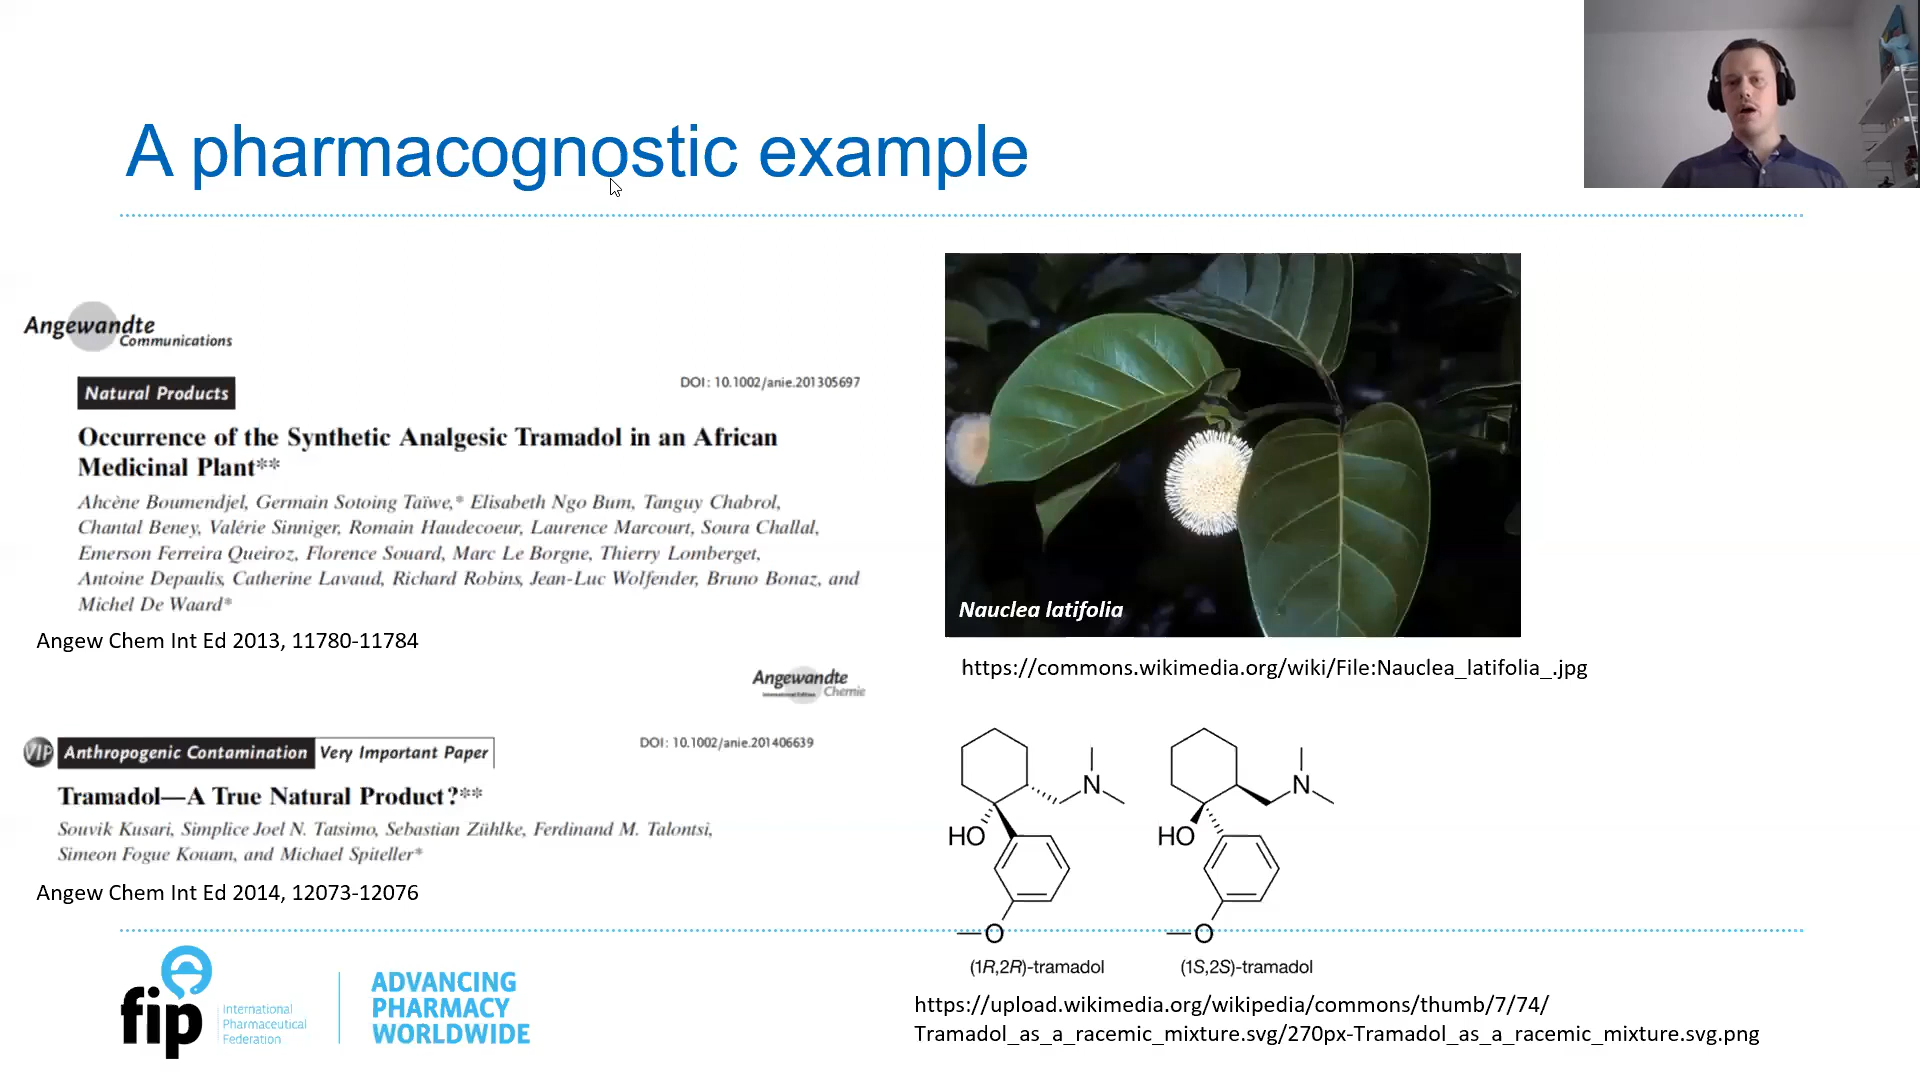 A pharmacognostic example
Angewandte
Communications
Natural Products
DOI: 10.1002/anie.201305697
Occurrence of the Synthetic Analgesic Tramadol in an African
Medicinal Plant**
Ahcène Boumendjel, Germain Sotoing Taïwe,* Elisabeth Ngo Bum, Tanguy Chabrol,
Chantal Beney, Valérie Sinniger, Romain Haudecoeur, Laurence Marcourt, Soura Challal,
Emerson Ferreira Queiroz, Florence Souard, Marc Le Borgne, Thierry Lomberget,
Antoine Depaulis, Catherine Lavaud, Richard Robins, Jean-Luc Wolfender, Bruno Bonaz, and
Michel De Waard*
Angew Chem Int Ed 2013, 11780-11784
Angewandte
International Edition
Chemie
VIP
Anthropogenic Contamination
Very Important Paper
DOI: 10.1002/anie.201406639
Tramadol—A True Natural Product?**
Souvik Kusari, Simplice Joel N. Tatsimo, Sebastian Zühlke, Ferdinand M. Talontsi,
Simeon Fogue Kouam, and Michael Spiteller*
Angew Chem Int Ed 2014, 12073-12076
Nauclea latifolia
https://commons.wikimedia.org/wiki/File:Nauclea_latifolia_.jpg
N
HO
O
(1R,2R)-tramadol
N
HO
O
(1S,2S)-tramadol
https://upload.wikimedia.org/wikipedia/commons/thumb/7/74/
Tramadol_as_a_racemic_mixture.svg/270px-Tramadol_as_a_racemic_mixture.svg.png
fip
International
Pharmaceutical
Federation
ADVANCING
PHARMACY
WORLDWIDE